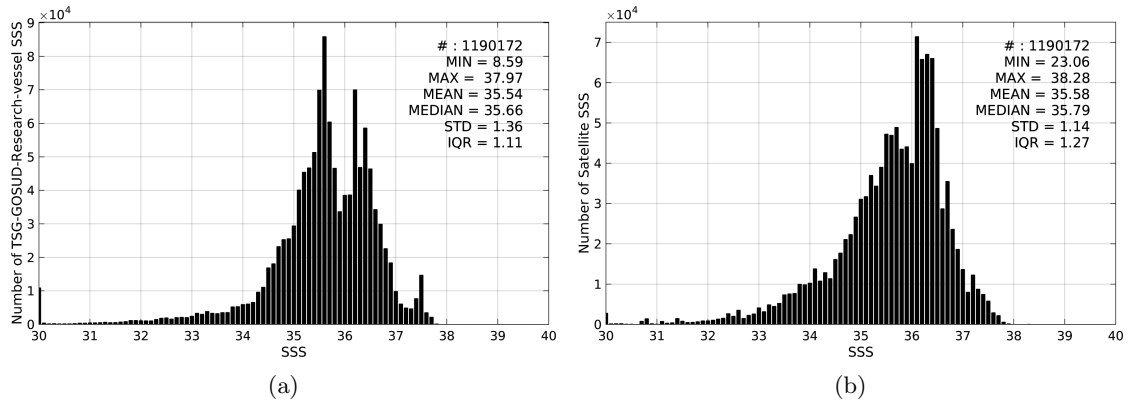 ×10⁴
# : 1190172
MIN = 8.59
MAX = 37.97
MEAN = 35.54
MEDIAN = 35.66
STD = 1.36
IQR = 1.11
Number of TSG-GOSUD-Research-vessel SSS
9
8
7
6
5
4
3
2
1
0
30 31 32 33 34 35 36 37 38 39 40
SSS
(a)
×10⁴
# : 1190172
MIN = 23.06
MAX = 38.28
MEAN = 35.58
MEDIAN = 35.79
STD = 1.14
IQR = 1.27
Number of Satellite SSS
7
6
5
4
3
2
1
0
30 31 32 33 34 35 36 37 38 39 40
SSS
(b)